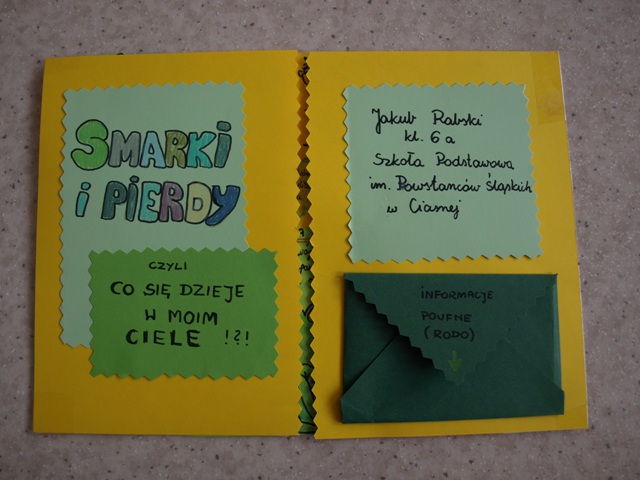 SMARKI
i PIERDY
CZYLI
CO SIĘ DZIEJE
W MOIM
CIELE !?!
Jakub Rabski
kl. 6 a
Szkoła Podstawowa
im. Powstańców Śląskich
w Ciasnej
INFORMACJE
POUFNE
(RODO)